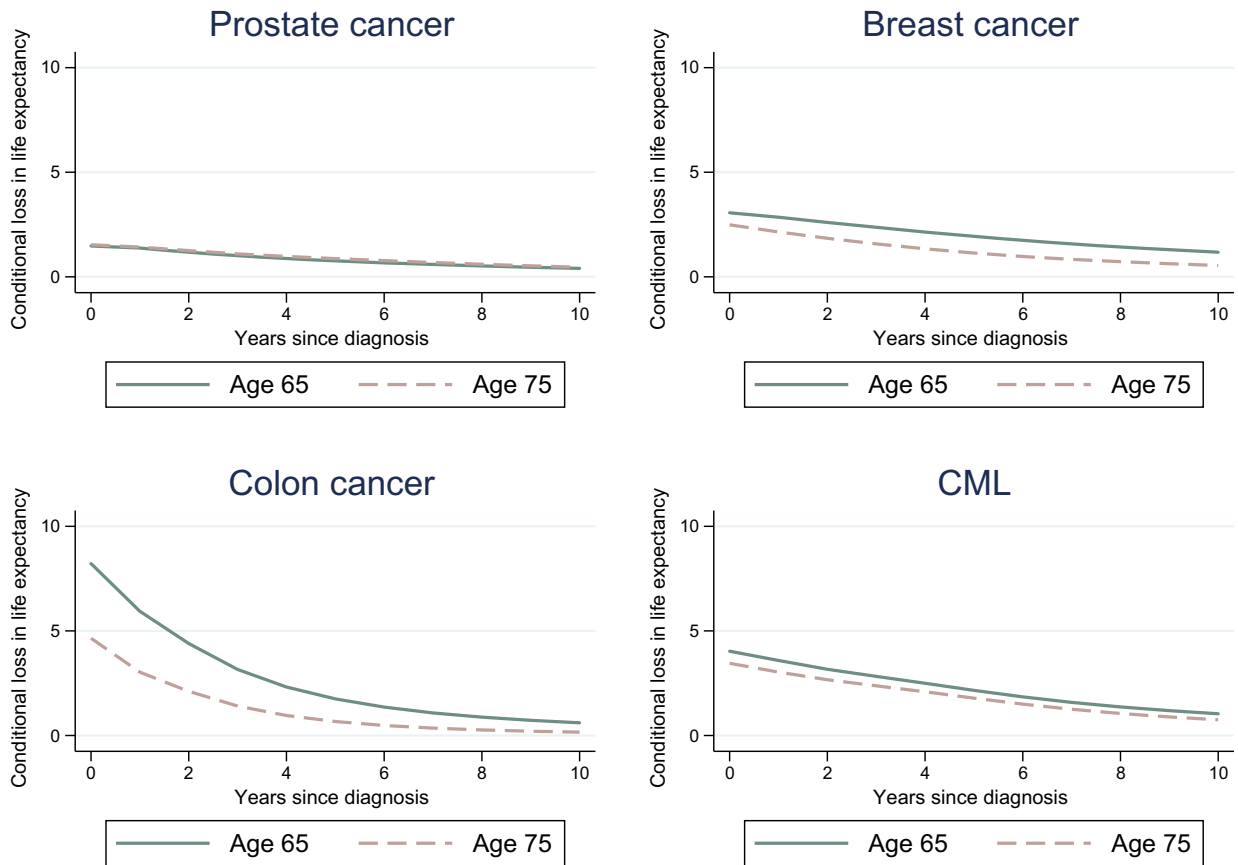 Prostate cancer
Conditional loss in life expectancy
10
5
0
0 2 4 6 8 10
Years since diagnosis
Age 65 Age 75
Breast cancer
Conditional loss in life expectancy
10
5
0
0 2 4 6 8 10
Years since diagnosis
Age 65 Age 75
Colon cancer
Conditional loss in life expectancy
10
5
0
0 2 4 6 8 10
Years since diagnosis
Age 65 Age 75
CML
Conditional loss in life expectancy
10
5
0
0 2 4 6 8 10
Years since diagnosis
Age 65 Age 75